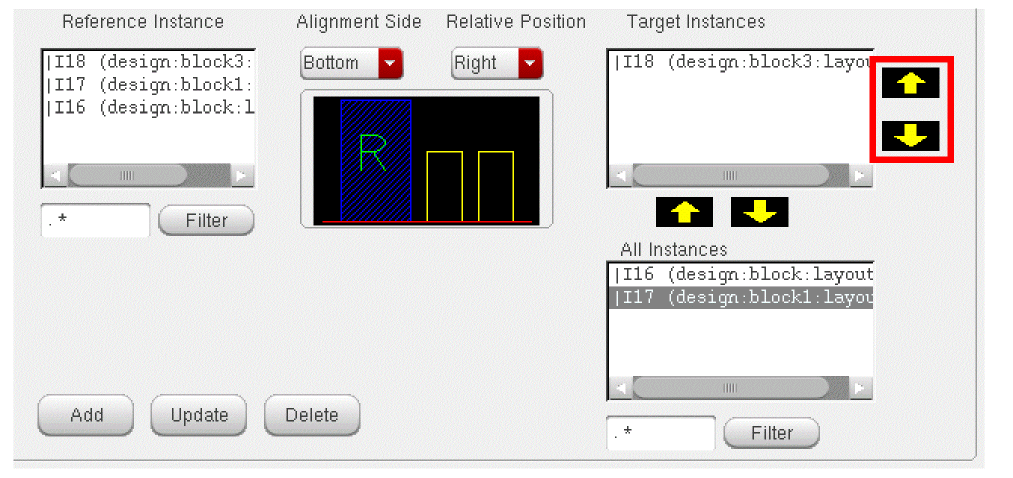 Reference Instance Alignment Side Relative Position Target Instances
|I18 (design:block3:
|I17 (design:block1:
|I16 (design:block:l
Bottom
Right
|I18 (design:block3:layou
R
.* Filter
All Instances
|I16 (design:block:layout
|I17 (design:block1:layou
Add Update Delete
.* Filter